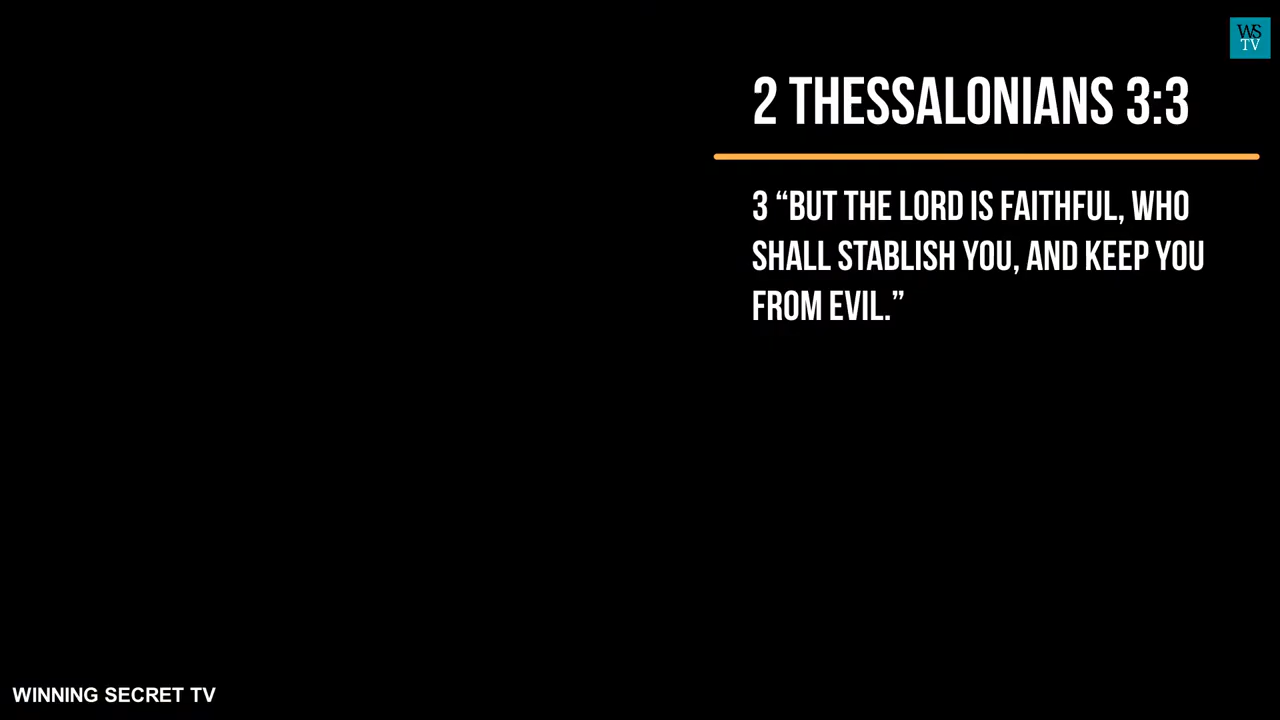 WS
TV
2 THESSALONIANS 3:3
3 “BUT THE LORD IS FAITHFUL, WHO
SHALL STABLISH YOU, AND KEEP YOU
FROM EVIL.”
WINNING SECRET TV